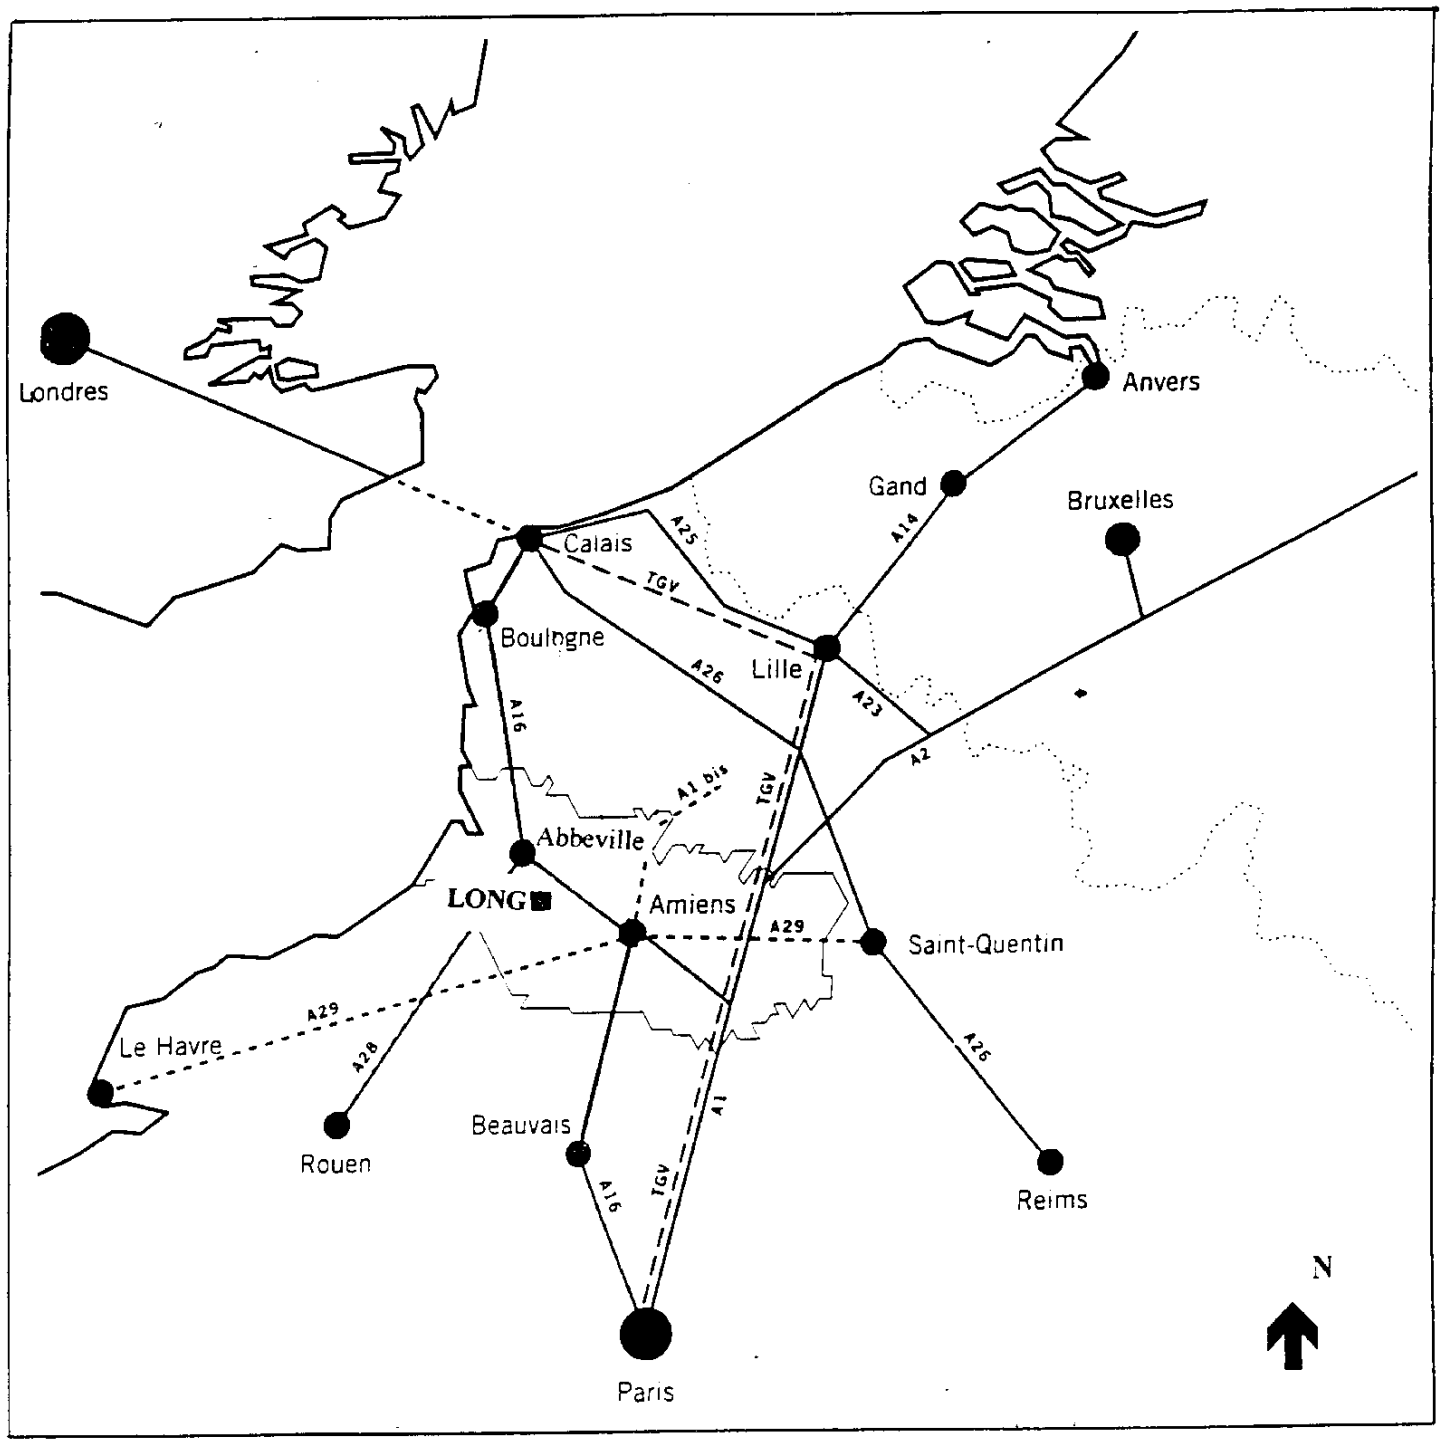 Londres
Anvers
Gand
Bruxelles
A14
A25
Calais
TGV
Boulogne
Lille
A26
A23
A16
A2
A1 bis
TGV
Abbeville
LONG
Amiens
A29
Saint-Quentin
A29
Le Havre
A28
A26
A1
Beauvais
Rouen
TGV
A16
Reims
N
Paris